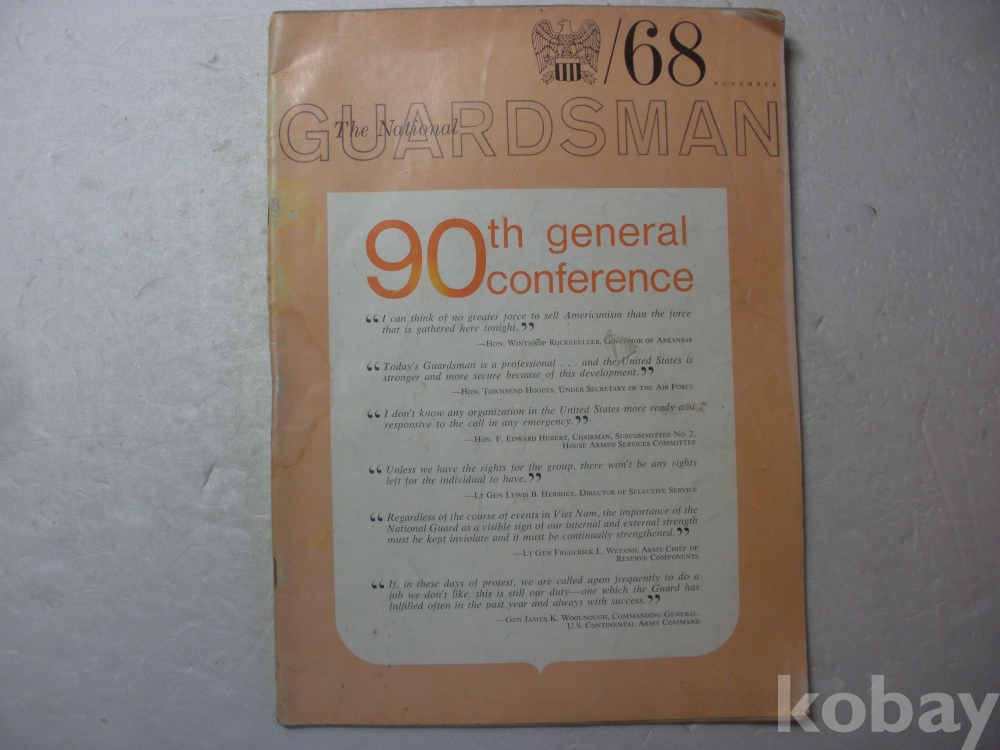 /68
NOVEMBER
The National
GUARDSMAN
90th general
conference
“I can think of no greater force to sell Americanism than the force
that is gathered here tonight.”
—HON. WINTHROP ROCKEFELLER, GOVERNOR OF ARKANSAS
“Today's Guardsman is a professional . . . and the United States is
stronger and more secure because of this development.”
—HON. TOWNSEND HOOPES, UNDER SECRETARY OF THE AIR FORCE
“I don't know any organization in the United States more ready and
responsive to the call in any emergency.”
—HON. F. EDWARD HEBERT, CHAIRMAN, SUBCOMMITTEE NO. 2,
HOUSE ARMED SERVICES COMMITTEE
“Unless we have the rights for the group, there won't be any rights
left for the individual to have.”
—LT GEN LEWIS B. HERSHEY, DIRECTOR OF SELECTIVE SERVICE
“Regardless of the course of events in Viet Nam, the importance of the
National Guard as a visible sign of our internal and external strength
must be kept inviolate and it must be continually strengthened.”
—LT GEN FREDERICK L. WEYAND, ARMY CHIEF OF
RESERVE COMPONENTS
“If, in these days of protest, we are called upon frequently to do a
job we don't like, this is still our duty—one which the Guard has
fulfilled often in the past year and always with success.”
—GEN JAMES K. WOOLNOUGH, COMMANDING GENERAL,
U.S. CONTINENTAL ARMY COMMAND
kobay